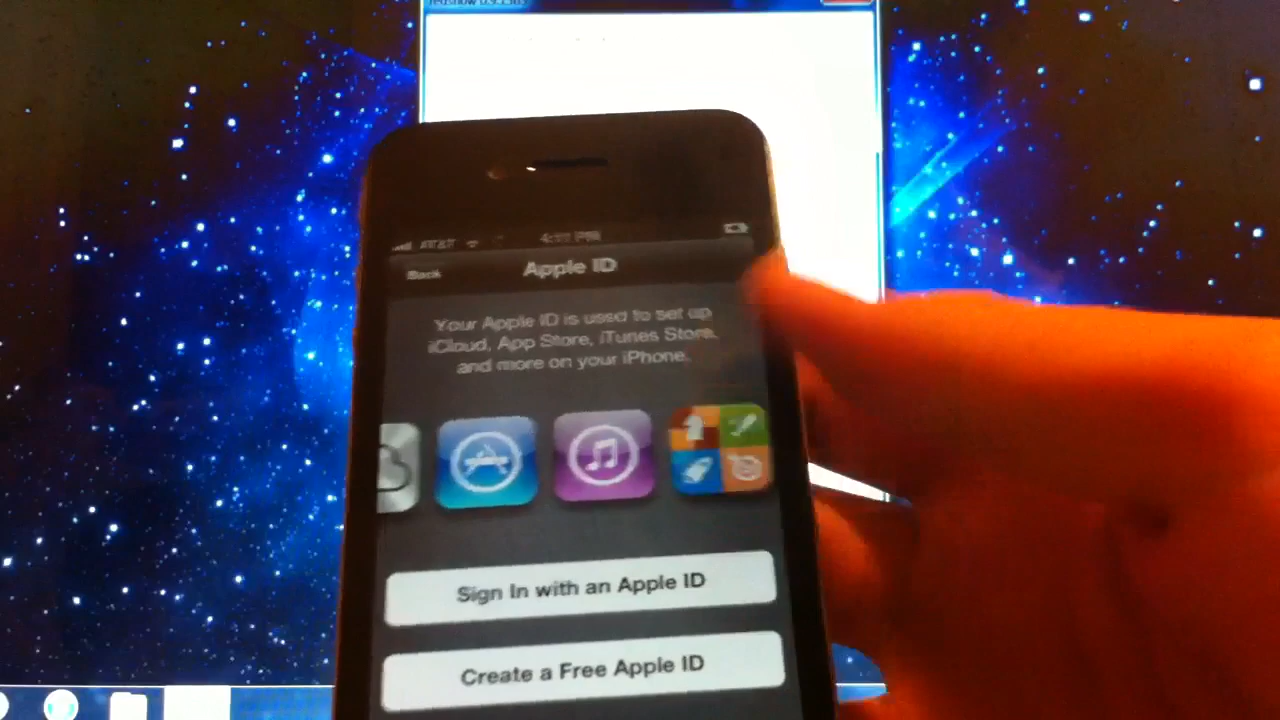 AT&T
Back
Apple ID
Your Apple ID is used to set up
iCloud, App Store, iTunes Store,
and more on your iPhone.
Sign In with an Apple ID
Create a Free Apple ID